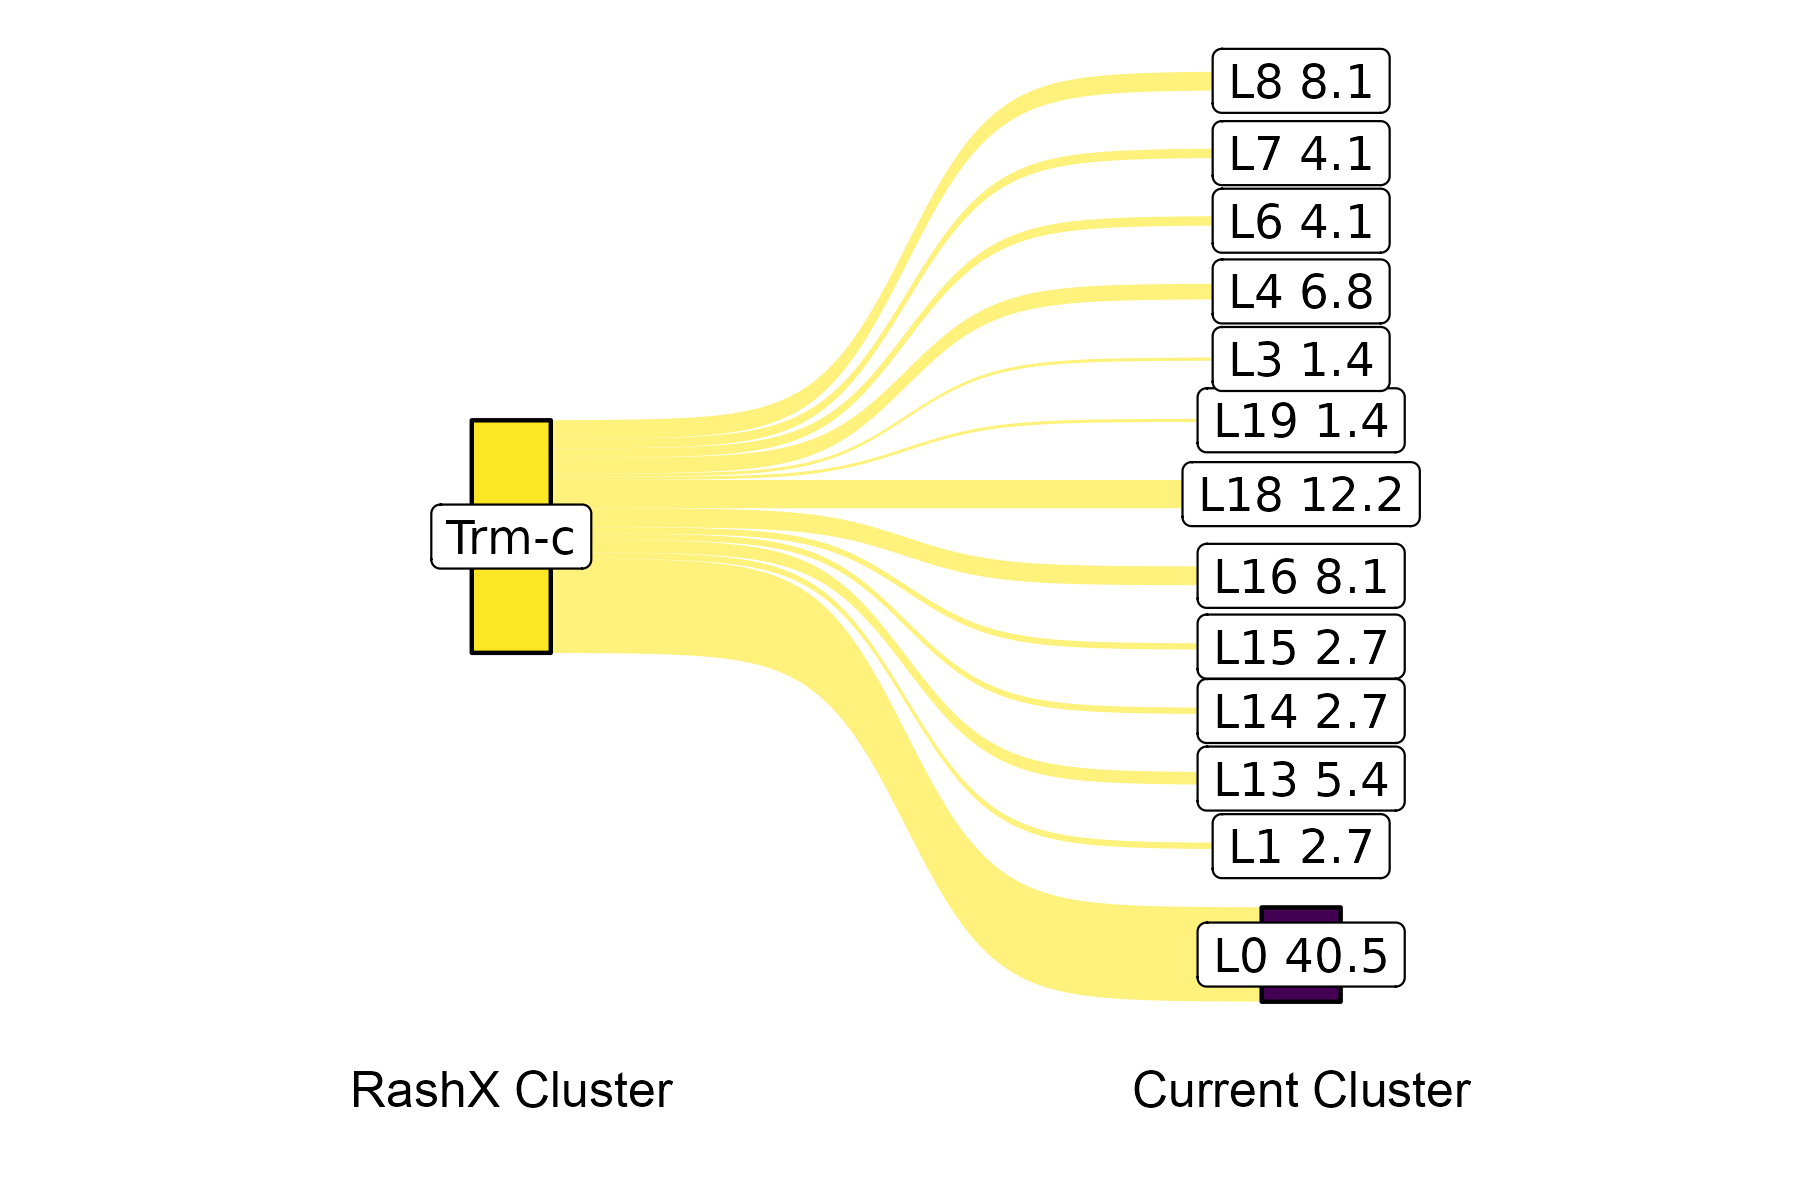 L8 8.1
L7 4.1
L6 4.1
L4 6.8
L3 1.4
L19 1.4
L18 12.2
Trm-c
L16 8.1
L15 2.7
L14 2.7
L13 5.4
L1 2.7
L0 40.5
RashX Cluster
Current Cluster